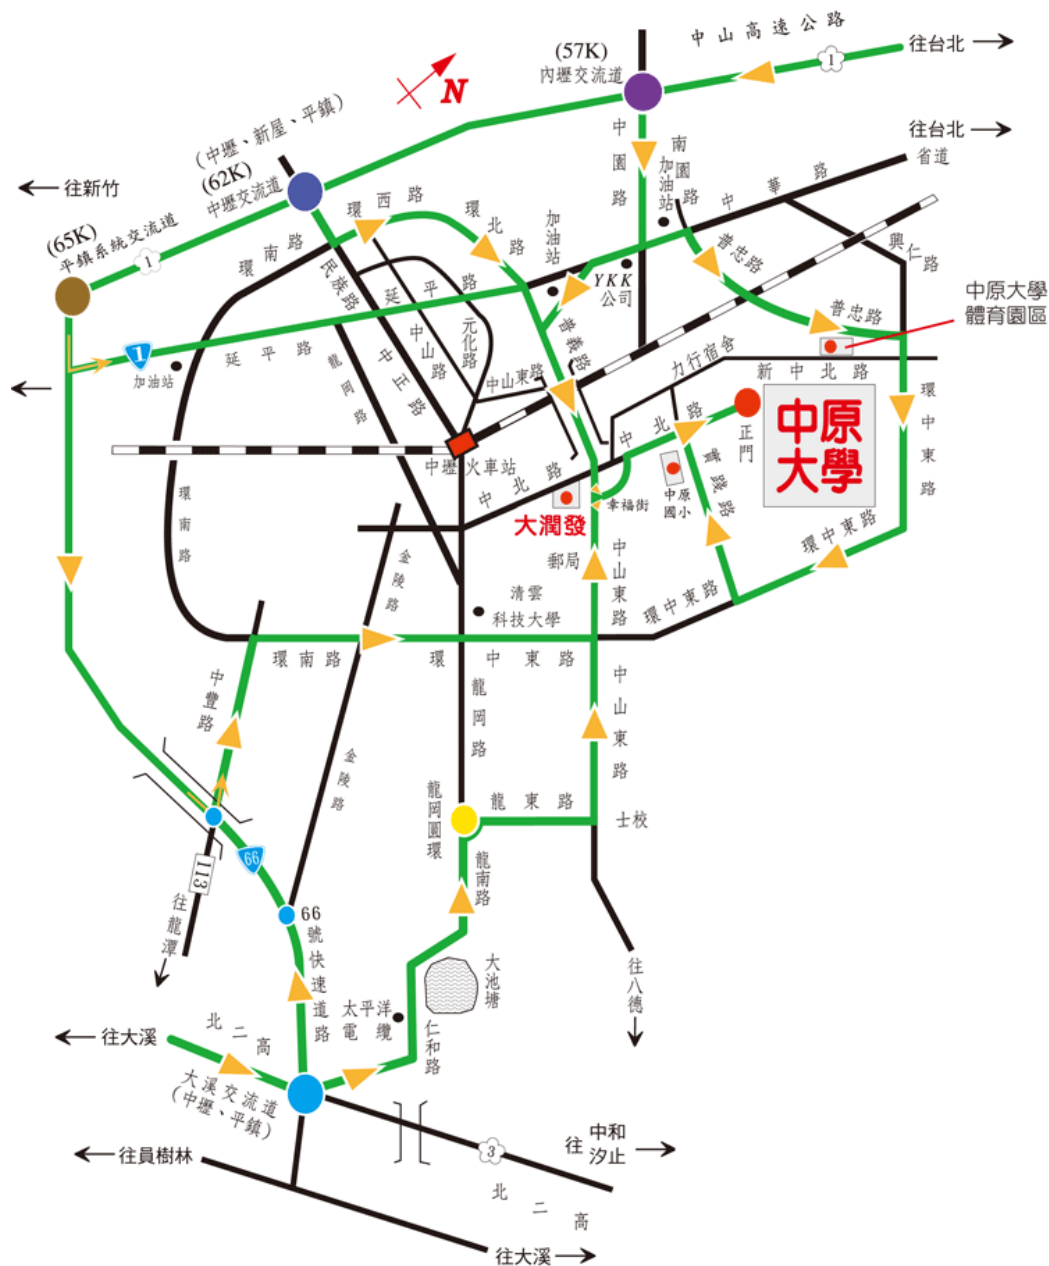 中山高速公路
往台北
(57K)
內壢交流道
1
N
往台北
省道
(中壢、新屋、平鎮)
(62K)
中壢交流道
往新竹
(65K)
平鎮系統交流道
1
環西路
環北路
加油站
中園路
南園路
加油站
中華路
興仁路
普忠路
普忠路
中原大學
體育園區
環南路
民族路
延平路
YKK
公司
普義路
力行宿舍
新中北路
1
延平路
加油站
龍岡路
中正路
中山路
元化路
中山東路
中北路
正門
中原
大學
環中東路
中壢火車站
中北路
實踐路
中原
國小
大潤發
幸福街
環南路
金陵路
郵局
中山東路
清雲
科技大學
環中東路
環中東路
環南路
環中東路
中豐路
龍岡路
中山東路
金陵路
龍岡圓環
龍東路
士校
66
113
往龍潭
龍南路
66號快速道路
大池塘
往八德
太平洋
電纜
仁和路
往大溪
北二高
大溪交流道
(中壢、平鎮)
往員樹林
3
往
中和
汐止
北二高
往大溪